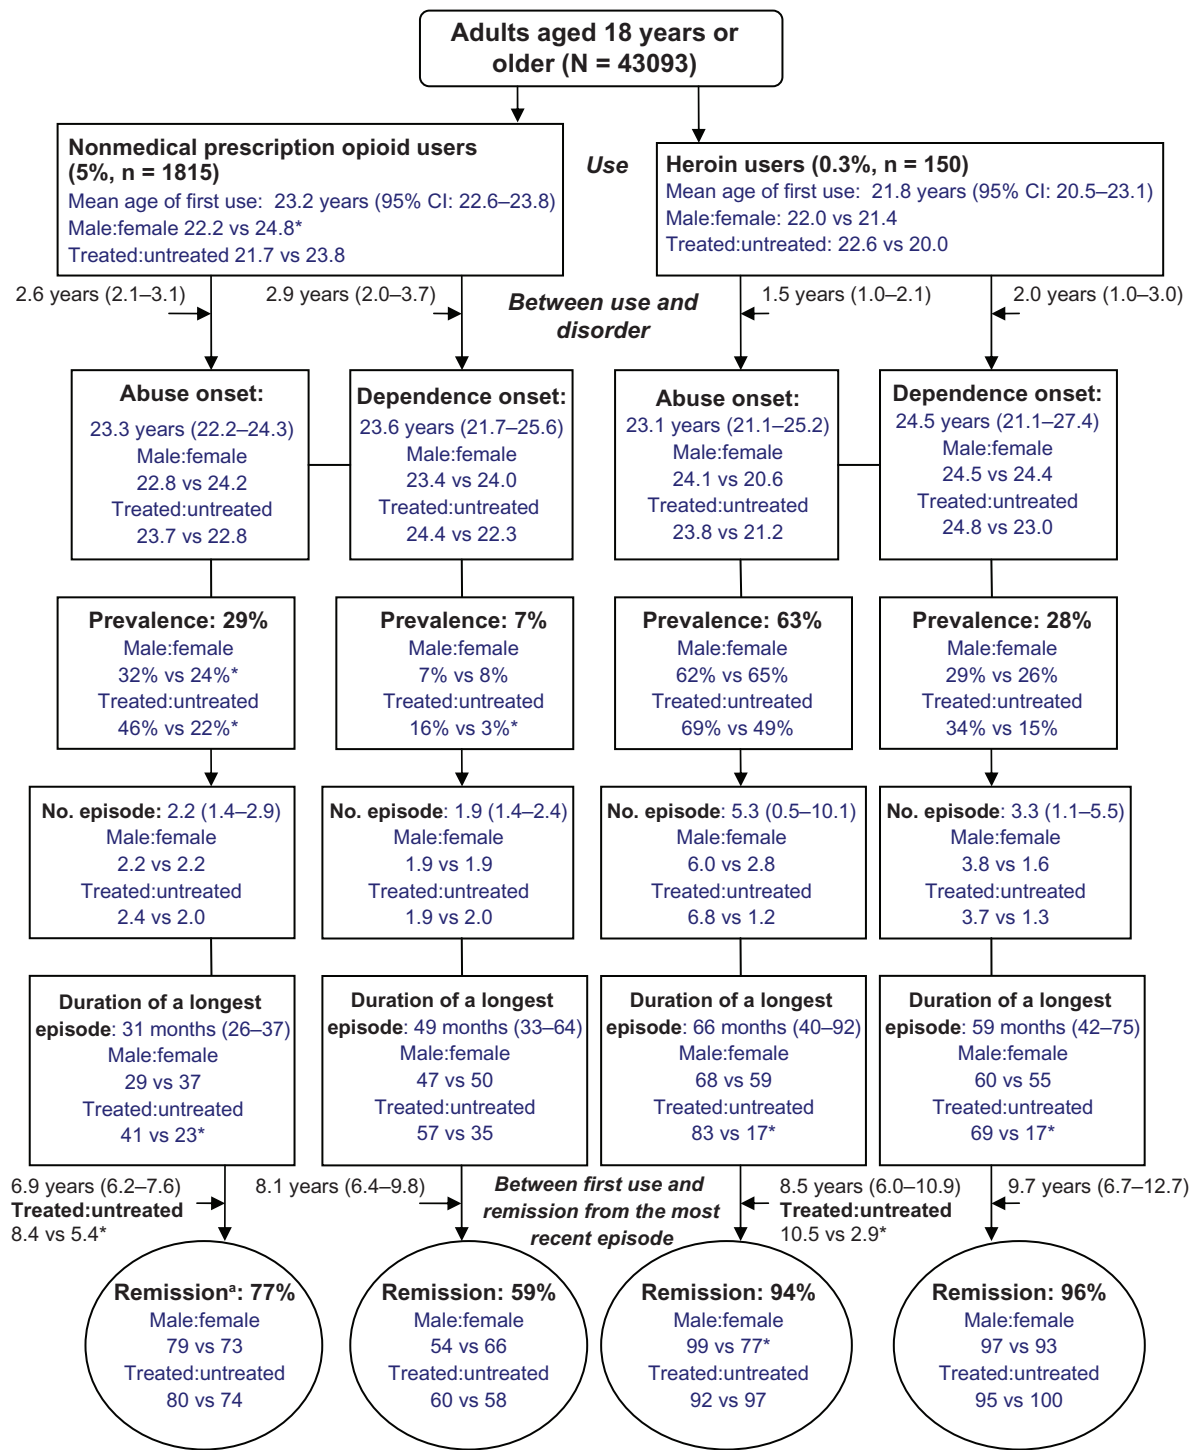 Adults aged 18 years or
older (N = 43093)
Nonmedical prescription opioid users
(5%, n = 1815)
Mean age of first use: 23.2 years (95% CI: 22.6–23.8)
Male:female 22.2 vs 24.8*
Treated:untreated 21.7 vs 23.8
Use
Heroin users (0.3%, n = 150)
Mean age of first use: 21.8 years (95% CI: 20.5–23.1)
Male:female: 22.0 vs 21.4
Treated:untreated: 22.6 vs 20.0
2.6 years (2.1–3.1)
2.9 years (2.0–3.7)
Between use and
disorder
1.5 years (1.0–2.1)
2.0 years (1.0–3.0)
Abuse onset:
23.3 years (22.2–24.3)
Male:female
22.8 vs 24.2
Treated:untreated
23.7 vs 22.8
Dependence onset:
23.6 years (21.7–25.6)
Male:female
23.4 vs 24.0
Treated:untreated
24.4 vs 22.3
Abuse onset:
23.1 years (21.1–25.2)
Male:female
24.1 vs 20.6
Treated:untreated
23.8 vs 21.2
Dependence onset:
24.5 years (21.1–27.4)
Male:female
24.5 vs 24.4
Treated:untreated
24.8 vs 23.0
Prevalence: 29%
Male:female
32% vs 24%*
Treated:untreated
46% vs 22%*
Prevalence: 7%
Male:female
7% vs 8%
Treated:untreated
16% vs 3%*
Prevalence: 63%
Male:female
62% vs 65%
Treated:untreated
69% vs 49%
Prevalence: 28%
Male:female
29% vs 26%
Treated:untreated
34% vs 15%
No. episode: 2.2 (1.4–2.9)
Male:female
2.2 vs 2.2
Treated:untreated
2.4 vs 2.0
No. episode: 1.9 (1.4–2.4)
Male:female
1.9 vs 1.9
Treated:untreated
1.9 vs 2.0
No. episode: 5.3 (0.5–10.1)
Male:female
6.0 vs 2.8
Treated:untreated
6.8 vs 1.2
No. episode: 3.3 (1.1–5.5)
Male:female
3.8 vs 1.6
Treated:untreated
3.7 vs 1.3
Duration of a longest
episode: 31 months (26–37)
Male:female
29 vs 37
Treated:untreated
41 vs 23*
Duration of a longest
episode: 49 months (33–64)
Male:female
47 vs 50
Treated:untreated
57 vs 35
Duration of a longest
episode: 66 months (40–92)
Male:female
68 vs 59
Treated:untreated
83 vs 17*
Duration of a longest
episode: 59 months (42–75)
Male:female
60 vs 55
Treated:untreated
69 vs 17*
6.9 years (6.2–7.6)
Treated:untreated
8.4 vs 5.4*
8.1 years (6.4–9.8)
Between first use and
remission from the most
recent episode
8.5 years (6.0–10.9)
Treated:untreated
10.5 vs 2.9*
9.7 years (6.7–12.7)
Remissionᵃ: 77%
Male:female
79 vs 73
Treated:untreated
80 vs 74
Remission: 59%
Male:female
54 vs 66
Treated:untreated
60 vs 58
Remission: 94%
Male:female
99 vs 77*
Treated:untreated
92 vs 97
Remission: 96%
Male:female
97 vs 93
Treated:untreated
95 vs 100